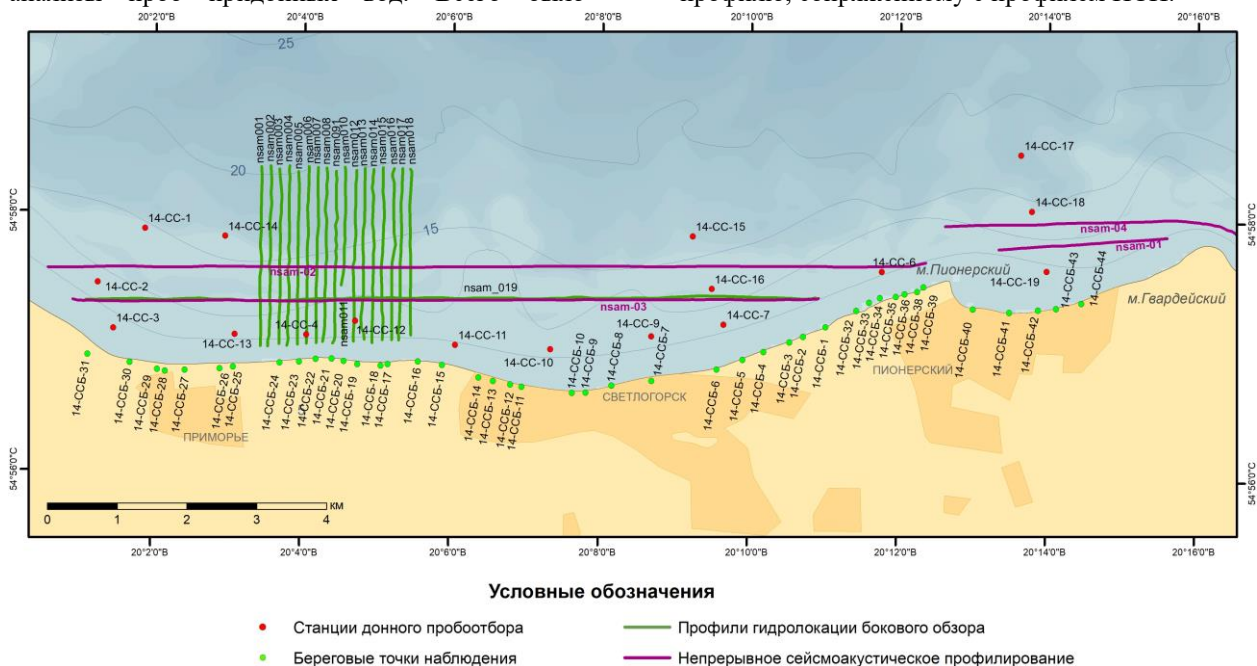 20°2'0"В 20°4'0"В 20°6'0"В 20°8'0"В 20°10'0"В 20°12'0"В 20°14'0"В 20°16'0"В
25
nsam001
nsam002
nsam003
nsam004
nsam005
nsam006
nsam007
nsam008
nsam091
nsam010
nsam012
nsam013
nsam014
nsam015
nsam016
nsam017
nsam018
20
15
14-СС-17
14-СС-18
14-СС-1
14-СС-14
14-СС-15
nsam-04
nsam-01
54°58'0"С
54°58'0"С
nsam-02
14-СС-6
м.Пионерский
14-СС-19
14-ССБ-43
14-ССБ-44
м.Гвардейский
14-СС-2
14-СС-16
nsam_019
nsam-03
nsam011
14-СС-3
14-СС-13
14-СС-4
14-СС-12
14-СС-11
14-СС-10
14-СС-9
14-СС-7
14-ССБ-31
14-ССБ-30
14-ССБ-29
14-ССБ-28
14-ССБ-27
14-ССБ-26
14-ССБ-25
14-ССБ-24
14-ССБ-23
14-ССБ-22
14-ССБ-21
14-ССБ-20
14-ССБ-19
14-ССБ-18
14-ССБ-17
14-ССБ-16
14-ССБ-15
14-ССБ-14
14-ССБ-13
14-ССБ-12
14-ССБ-11
14-ССБ-10
14-ССБ-9
14-ССБ-8
14-ССБ-7
14-ССБ-6
14-ССБ-5
14-ССБ-4
14-ССБ-3
14-ССБ-2
14-ССБ-1
14-ССБ-32
14-ССБ-33
14-ССБ-34
14-ССБ-35
14-ССБ-36
14-ССБ-38
14-ССБ-39
14-ССБ-40
14-ССБ-41
14-ССБ-42
ПРИМОРЬЕ
СВЕТЛОГОРСК
ПИОНЕРСКИЙ
54°56'0"С
54°56'0"С
км
0 1 2 3 4
20°2'0"В 20°4'0"В 20°6'0"В 20°8'0"В 20°10'0"В 20°12'0"В 20°14'0"В 20°16'0"В
Условные обозначения
Станции донного пробоотбора
Профили гидролокации бокового обзора
Береговые точки наблюдения
Непрерывное сейсмоакустическое профилирование